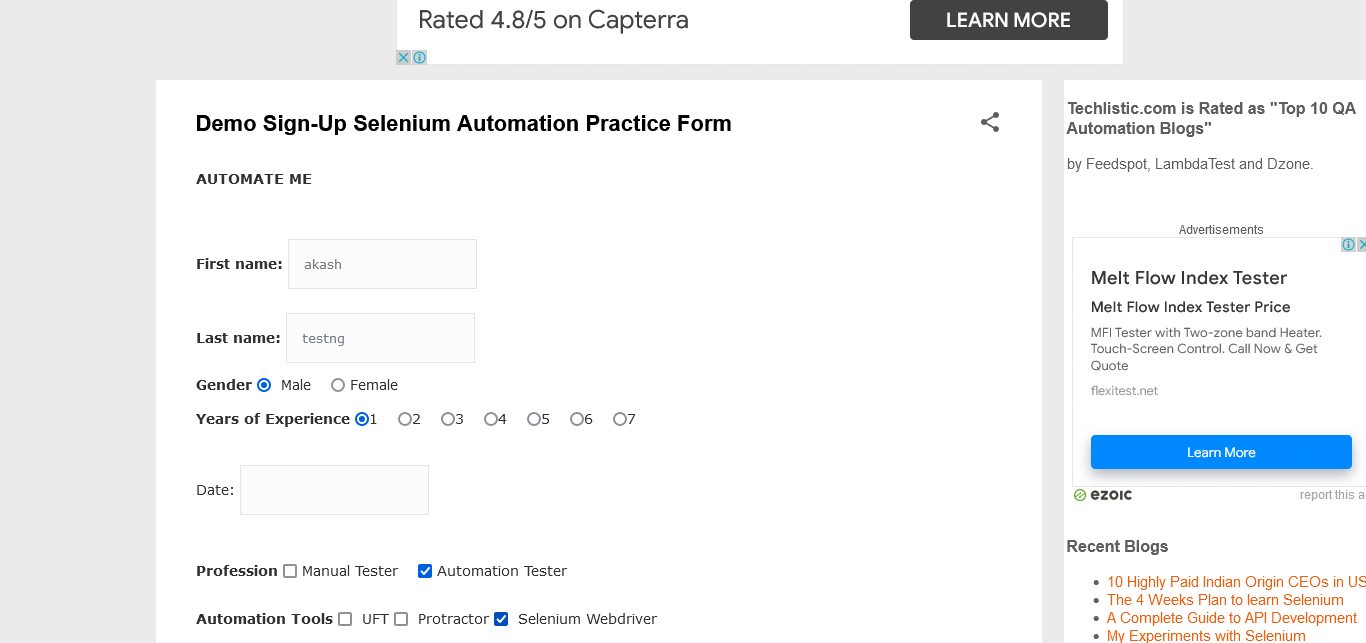 Rated 4.8/5 on Capterra
LEARN MORE
Demo Sign-Up Selenium Automation Practice Form
AUTOMATE ME
First name: akash
Last name: testng
Gender Male Female
Years of Experience 1 2 3 4 5 6 7
Date:
Profession Manual Tester Automation Tester
Automation Tools UFT Protractor Selenium Webdriver
Techlistic.com is Rated as "Top 10 QA
Automation Blogs"
by Feedspot, LambdaTest and Dzone.
Advertisements
Melt Flow Index Tester
Melt Flow Index Tester Price
MFI Tester with Two-zone band Heater.
Touch-Screen Control. Call Now & Get
Quote
flexitest.net
Learn More
ezoic
report this a
Recent Blogs
10 Highly Paid Indian Origin CEOs in US
The 4 Weeks Plan to learn Selenium
A Complete Guide to API Development
My Experiments with Selenium